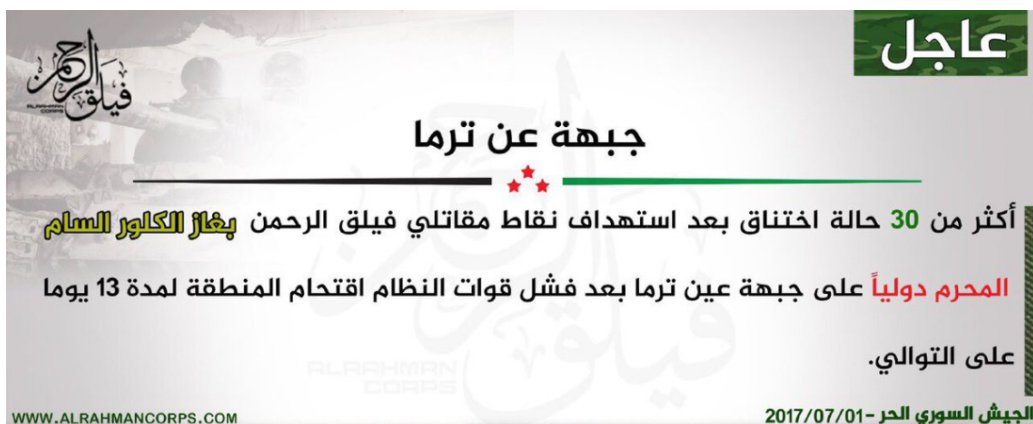 عاجل
فيلق الرحمن
ALRAHMAN
CORPS
جبهة عن ترما
أكثر من 30 حالة اختناق بعد استهداف نقاط مقاتلي فيلق الرحمن بغاز الكلور السام
المحرم دولياً على جبهة عين ترما بعد فشل قوات النظام اقتحام المنطقة لمدة 13 يوما
على التوالي.
ALRAHMAN
CORPS
WWW.ALRAHMANCORPS.COM
الجيش السوري الحر -2017/07/01